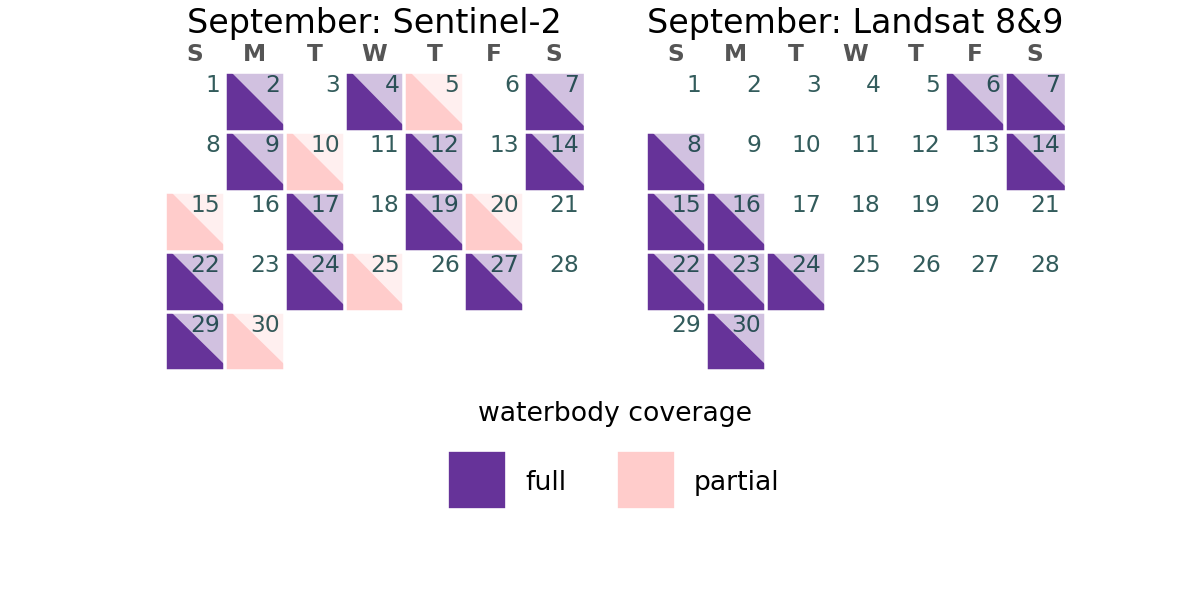 September: Sentinel-2
S M T W T F S
1 2 3 4 5 6 7
8 9 10 11 12 13 14
15 16 17 18 19 20 21
22 23 24 25 26 27 28
29 30
September: Landsat 8&9
S M T W T F S
1 2 3 4 5 6 7
8 9 10 11 12 13 14
15 16 17 18 19 20 21
22 23 24 25 26 27 28
29 30
waterbody coverage
full
partial